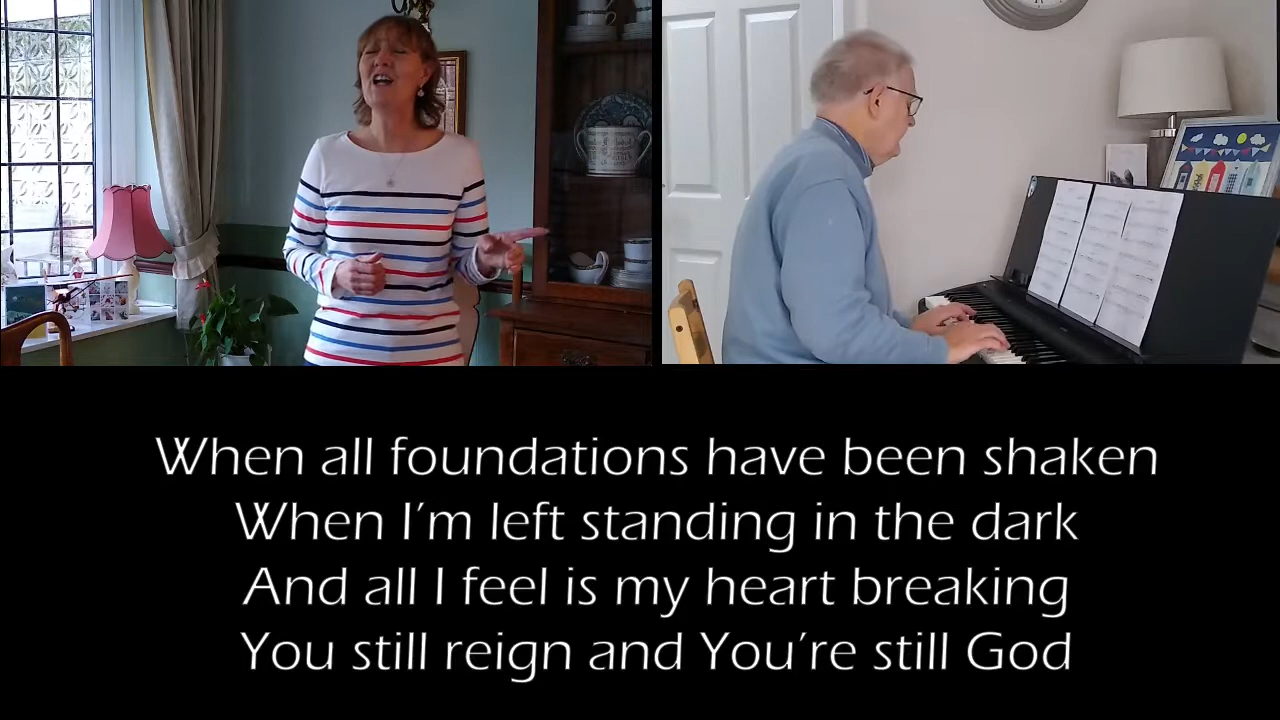 When all foundations have been shaken
When I'm left standing in the dark
And all I feel is my heart breaking
You still reign and You're still God